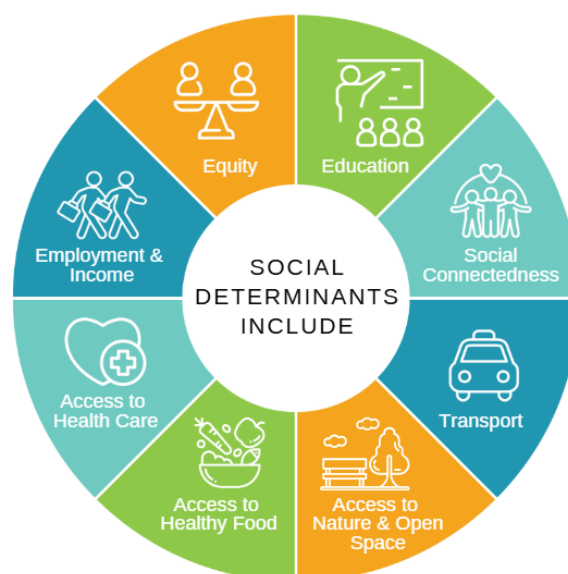 SOCIAL
DETERMINANTS
INCLUDE
Equity
Education
Social
Connectedness
Transport
Access to
Nature & Open
Space
Access to
Healthy Food
Access to
Health Care
Employment &
Income